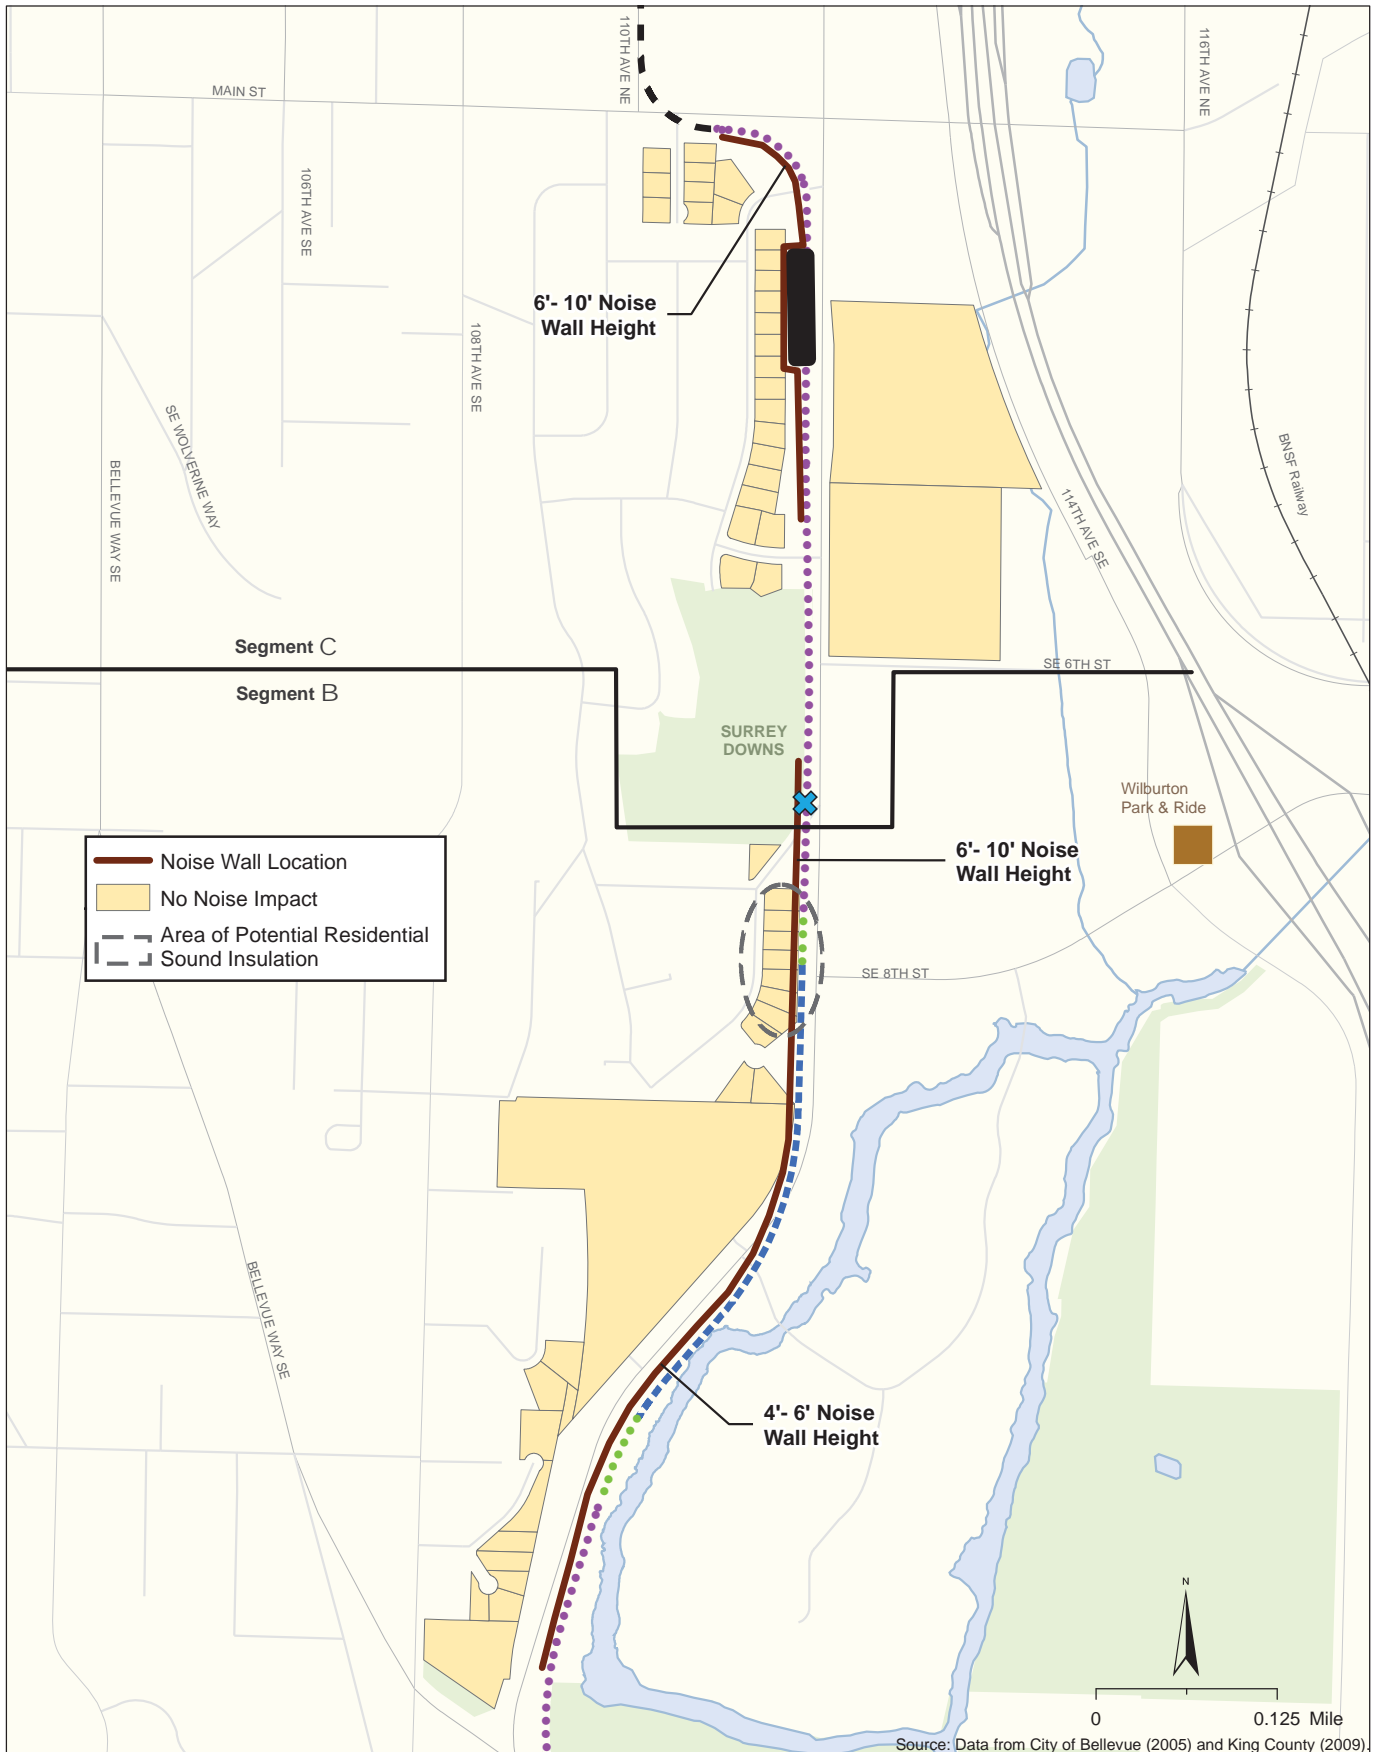 110TH AVE NE
116TH AVE NE
MAIN ST
106TH AVE SE
6'- 10' Noise
Wall Height
108TH AVE SE
SE WOLVERINE WAY
BELLEVUE WAY SE
BNSF Railway
114TH AVE SE
Segment C
Segment B
SE 6TH ST
SURREY
DOWNS
Wilburton
Park & Ride
6'- 10' Noise
Wall Height
Noise Wall Location
No Noise Impact
Area of Potential Residential
Sound Insulation
SE 8TH ST
BELLEVUE WAY SE
4'- 6' Noise
Wall Height
N
0 0.125 Mile
Source: Data from City of Bellevue (2005) and King County (2009).